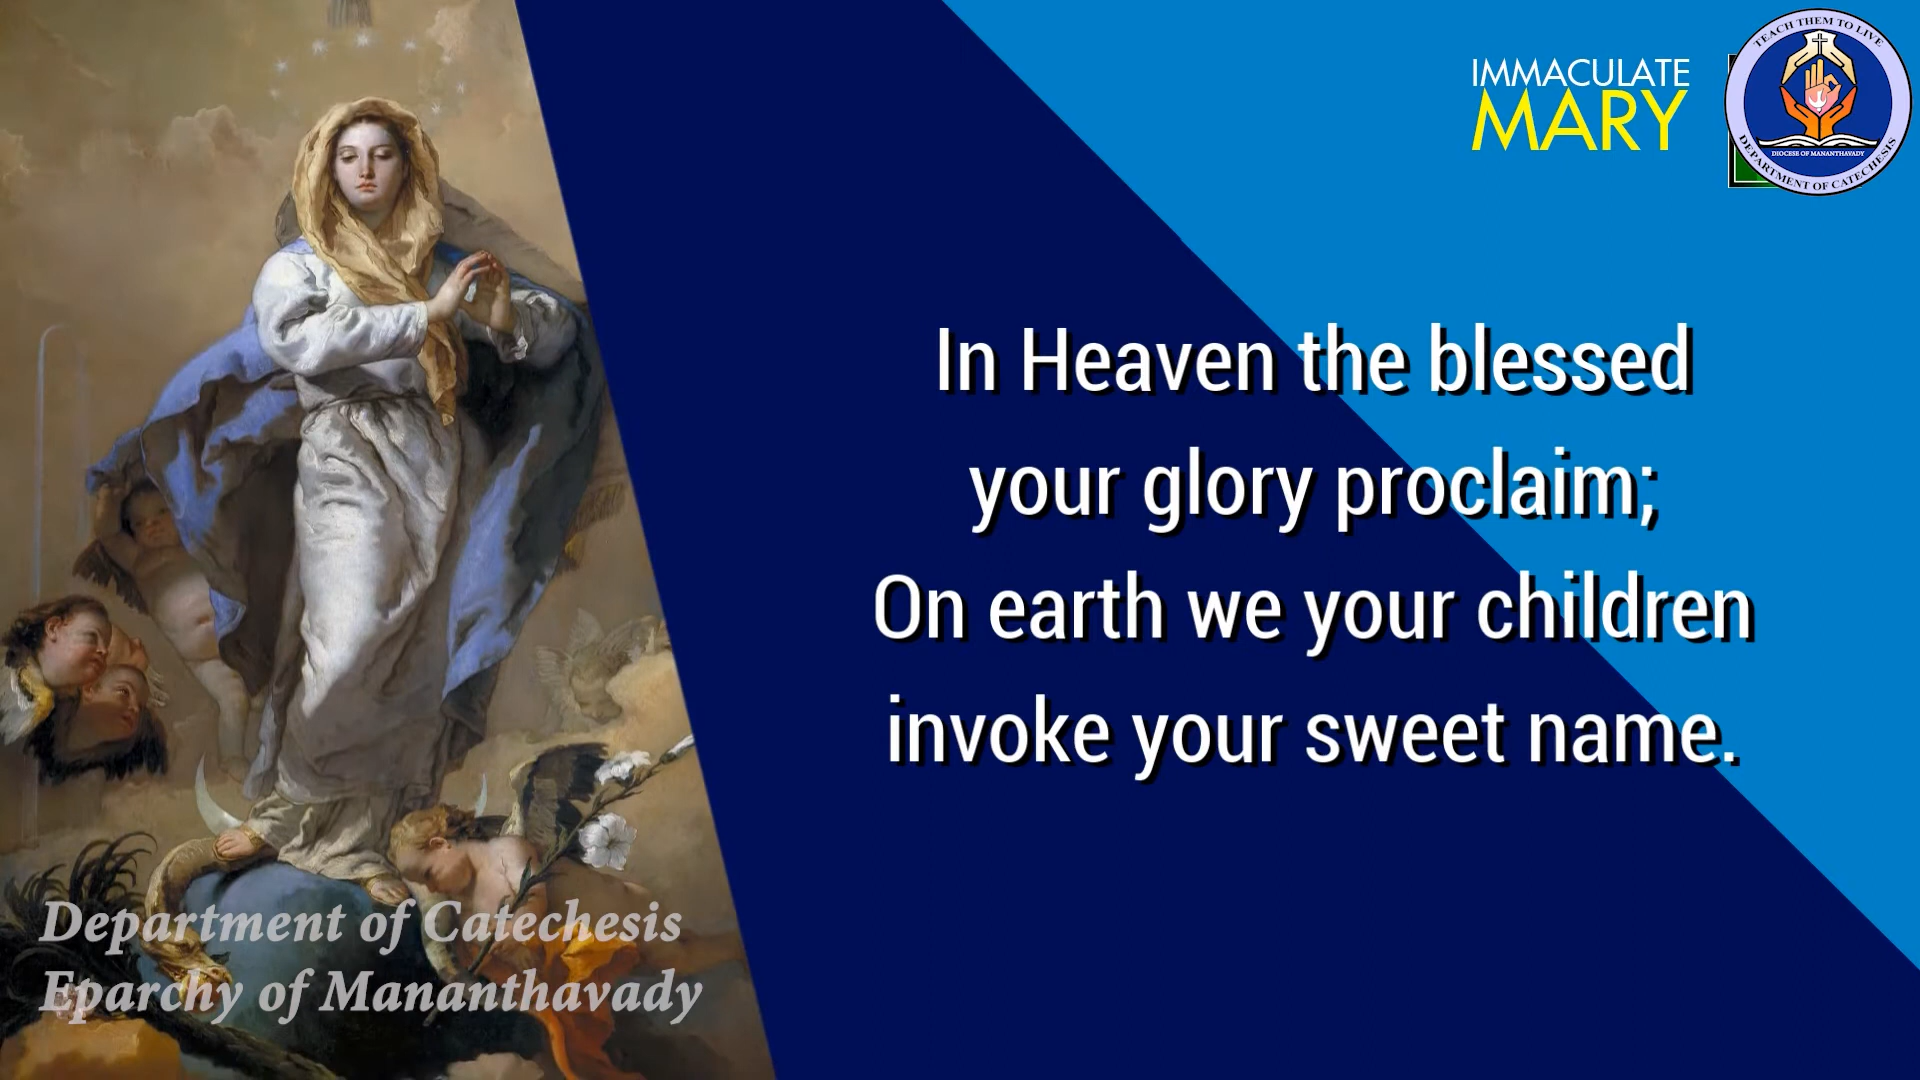 IMMACULATE
MARY
TEACH THEM TO LIVE
DIOCESE OF MANANTHAVADY
DEPARTMENT OF CATECHESIS
In Heaven the blessed
your glory proclaim;
On earth we your children
invoke your sweet name.
Department of Catechesis
Eparchy of Mananthavady